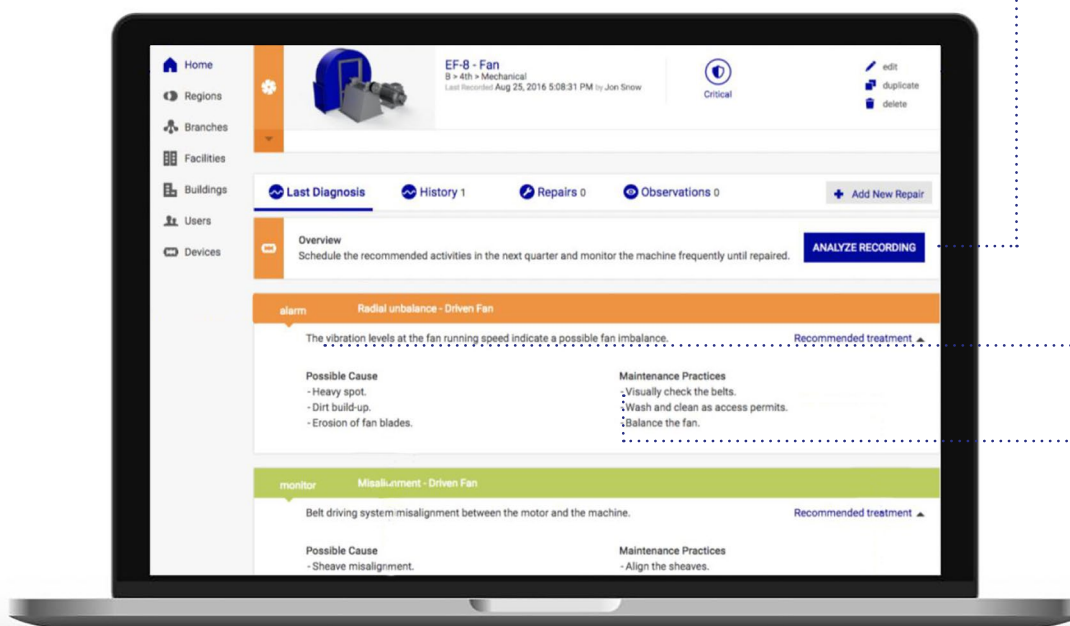 Home
Regions
Branches
Facilities
Buildings
Users
Devices
EF-8 - Fan
B > 4th > Mechanical
Last Recorded Aug 25, 2016 5:08:31 PM by Jon Snow
Critical
edit
duplicate
delete
Last Diagnosis
History 1
Repairs 0
Observations 0
+ Add New Repair
Overview
Schedule the recommended activities in the next quarter and monitor the machine frequently until repaired.
ANALYZE RECORDING
alarm
Radial unbalance - Driven Fan
The vibration levels at the fan running speed indicate a possible fan imbalance.
Recommended treatment
Possible Cause
- Heavy spot.
- Dirt build-up.
- Erosion of fan blades.
Maintenance Practices
- Visually check the belts.
- Wash and clean as access permits.
- Balance the fan.
monitor
Misalignment - Driven Fan
Belt driving system misalignment between the motor and the machine.
Recommended treatment
Possible Cause
- Sheave misalignment.
Maintenance Practices
- Align the sheaves.